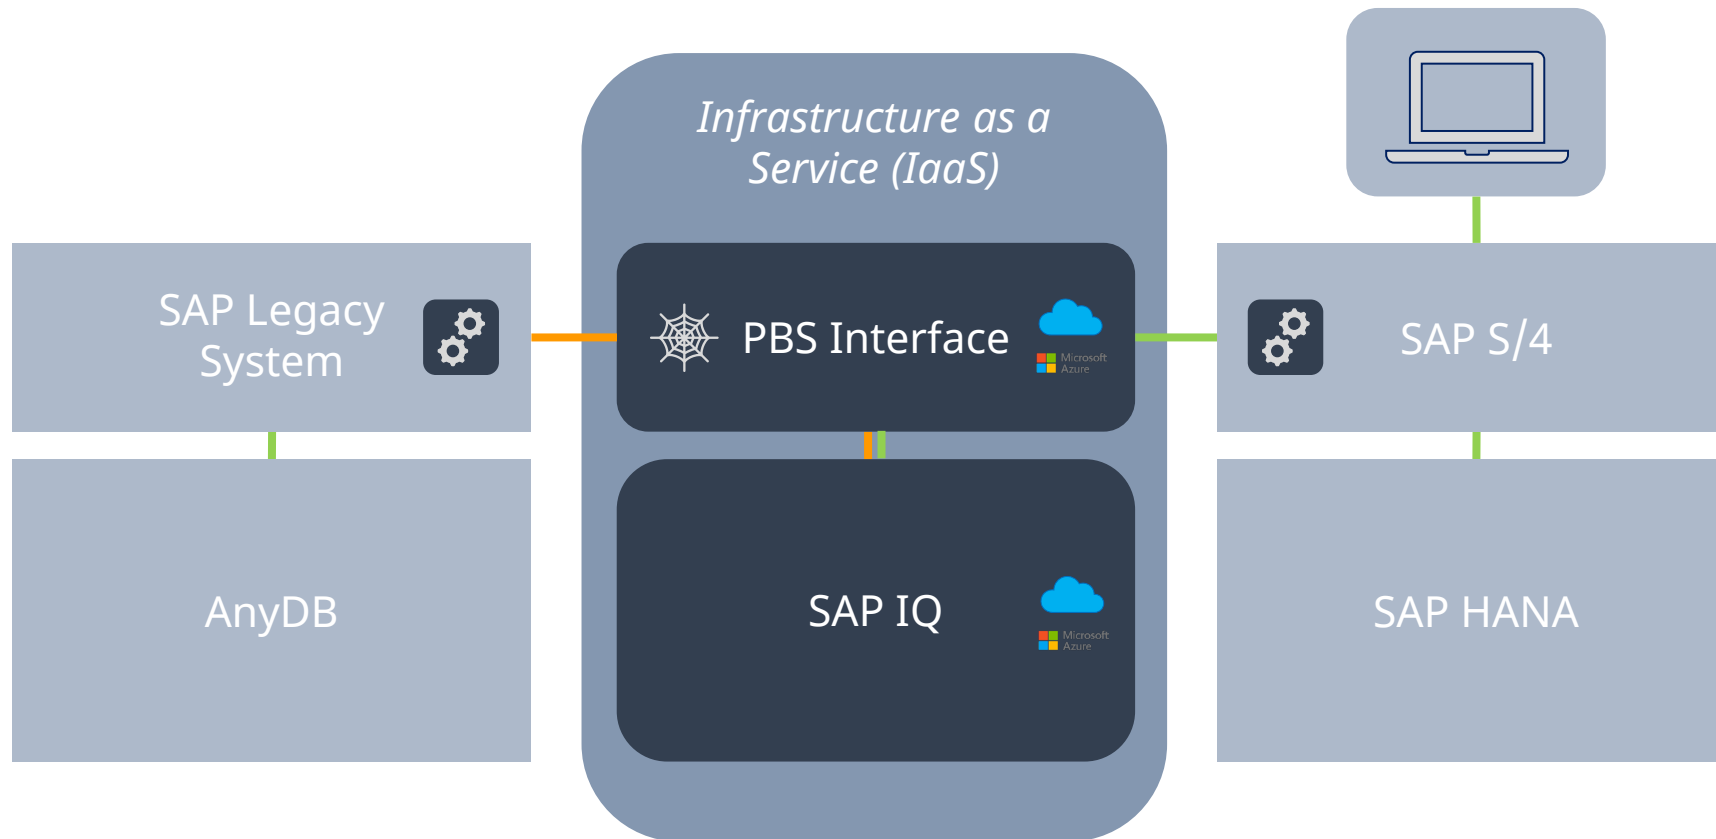 Infrastructure as a
Service (IaaS)
SAP Legacy
System
PBS Interface
Microsoft
Azure
SAP S/4
AnyDB
SAP IQ
Microsoft
Azure
SAP HANA